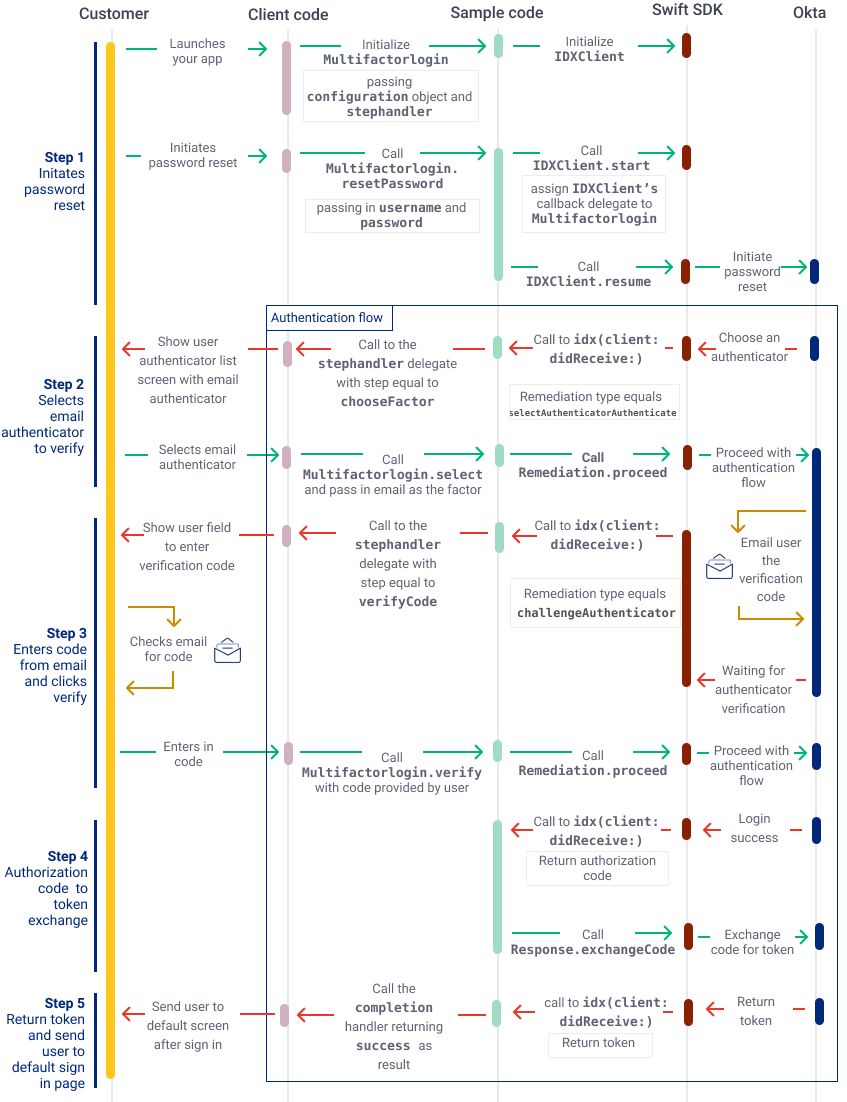 Customer
Client code
Sample code
Swift SDK
Okta
Step 1
Initates
password
reset
Launches
your app
Initialize
Multifactorlogin
passing
configuration object and
stephandler
Initialize
IDXClient
Initiates
password reset
Call
Multifactorlogin.
resetPassword
passing in username and
password
Call
IDXClient.start
assign IDXClient’s
callback delegate to
Multifactorlogin
Call
IDXClient.resume
Initiate
password
reset
Authentication flow
Step 2
Selects
email
authenticator
to verify
Show user
authenticator list
screen with email
authenticator
Call to the
stephandler delegate
with step equal to
chooseFactor
Call to idx(client:
didReceive:)
Remediation type equals
selectAuthenticatorAuthenticate
Choose an
authenticator
Selects email
authenticator
Call
Multifactorlogin.select
and pass in email as the factor
Call
Remediation.proceed
Proceed with
authentication
flow
Step 3
Enters code
from email
and clicks
verify
Show user field
to enter
verification code
Call to the
stephandler
delegate with
step equal to
verifyCode
Call to idx(client:
didReceive:)
Remediation type equals
challengeAuthenticator
Email user
the
verification
code
Checks email
for code
Waiting for
authenticator
verification
Enters in
code
Call
Multifactorlogin.verify
with code provided by user
Call
Remediation.proceed
Proceed with
authentication
flow
Step 4
Authorization
code to
token
exchange
Call to idx(client:
didReceive:)
Return authorization
code
Login
success
Call
Response.exchangeCode
Exchange
code for token
Step 5
Return token
and send
user to
default sign
in page
Send user to
default screen
after sign in
Call the
completion
handler returning
success as
result
call to idx(client:
didReceive:)
Return token
Return
token